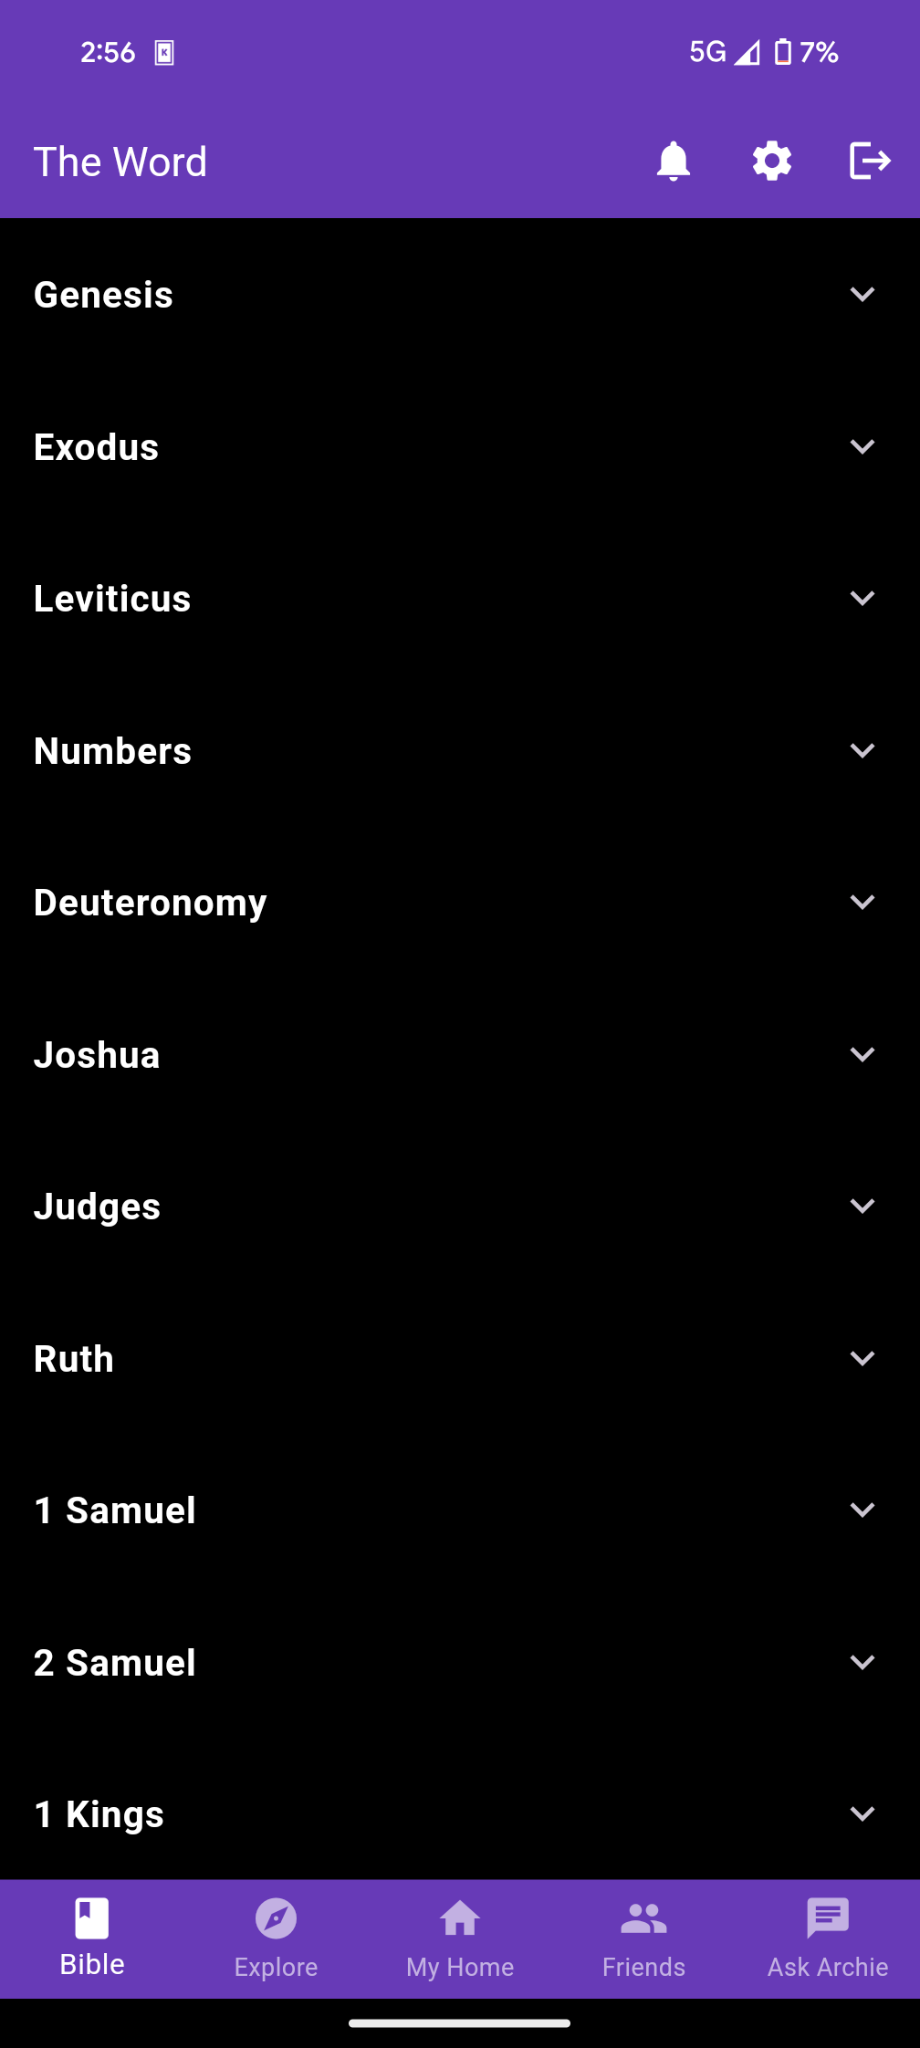 2:56
5G 7%
The Word
Genesis
Exodus
Leviticus
Numbers
Deuteronomy
Joshua
Judges
Ruth
1 Samuel
2 Samuel
1 Kings
Bible
Explore
My Home
Friends
Ask Archie